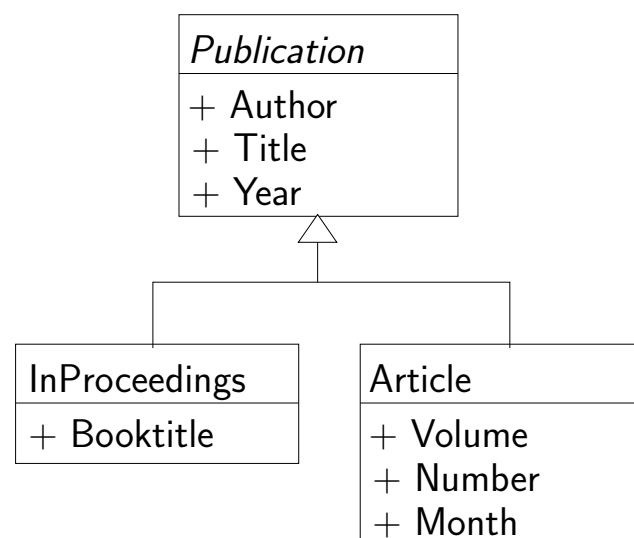 Publication
+ Author
+ Title
+ Year
InProceedings
+ Booktitle
Article
+ Volume
+ Number
+ Month